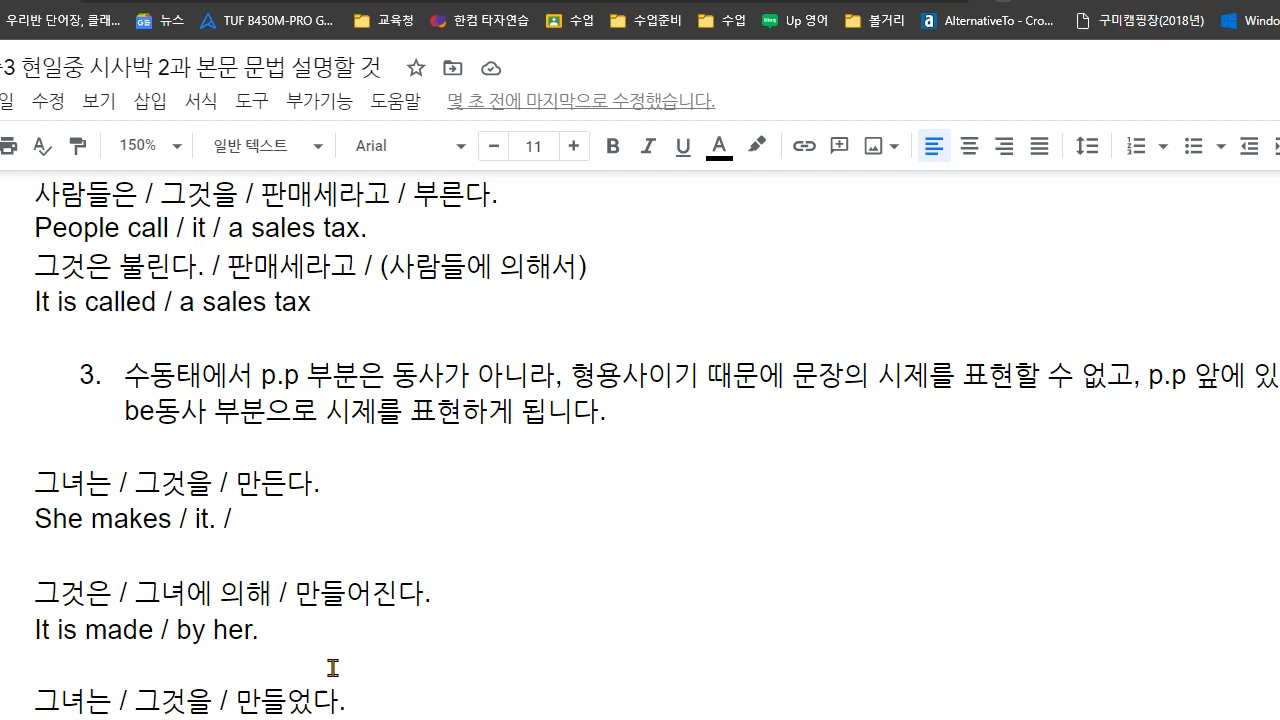 우리반 단어장, 클래... 뉴스 TUF B450M-PRO G... 교육청 한컴 타자연습 수업 수업준비 수업 Up 영어 볼거리 AlternativeTo - Cro... 구미캠핑장(2018년) Windo
3 현일중 시사박 2과 본문 문법 설명할 것
일 수정 보기 삽입 서식 도구 부가기능 도움말 몇 초 전에 마지막으로 수정했습니다.
150% 일반 텍스트 Arial − 11 + B I U A
사람들은 / 그것을 / 판매세라고 / 부른다.
People call / it / a sales tax.
그것은 불린다. / 판매세라고 / (사람들에 의해서)
It is called / a sales tax
3. 수동태에서 p.p 부분은 동사가 아니라, 형용사이기 때문에 문장의 시제를 표현할 수 없고, p.p 앞에 있
be동사 부분으로 시제를 표현하게 됩니다.
그녀는 / 그것을 / 만든다.
She makes / it. /
그것은 / 그녀에 의해 / 만들어진다.
It is made / by her.
그녀는 / 그것을 / 만들었다.